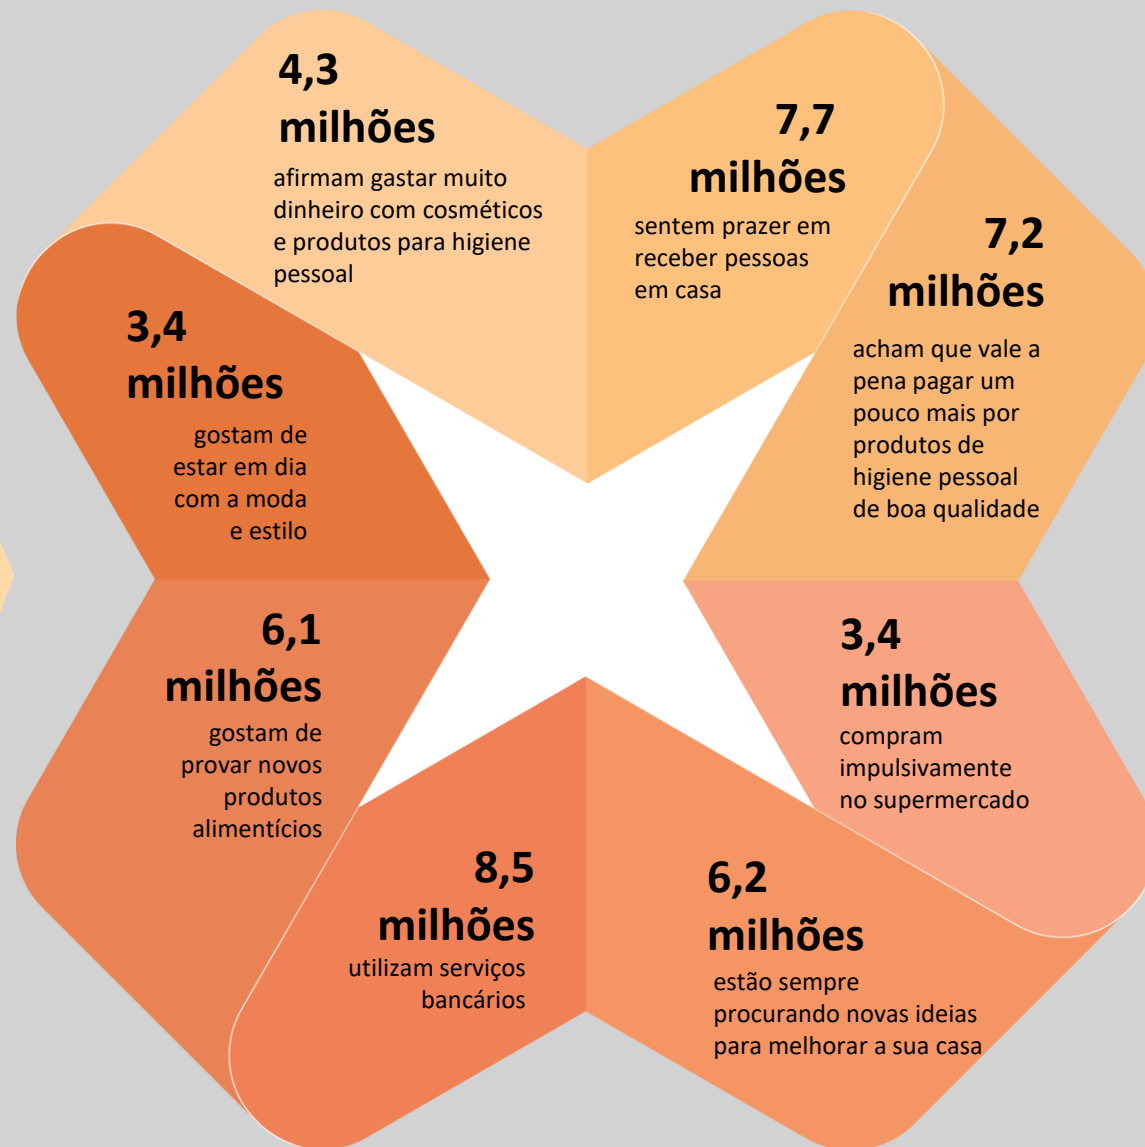 4,3
milhões
afirmam gastar muito
dinheiro com cosméticos
e produtos para higiene
pessoal
7,7
milhões
sentem prazer em
receber pessoas
em casa
7,2
milhões
acham que vale a
pena pagar um
pouco mais por
produtos de
higiene pessoal
de boa qualidade
3,4
milhões
gostam de
estar em dia
com a moda
e estilo
6,1
milhões
gostam de
provar novos
produtos
alimentícios
3,4
milhões
compram
impulsivamente
no supermercado
8,5
milhões
utilizam serviços
bancários
6,2
milhões
estão sempre
procurando novas ideias
para melhorar a sua casa